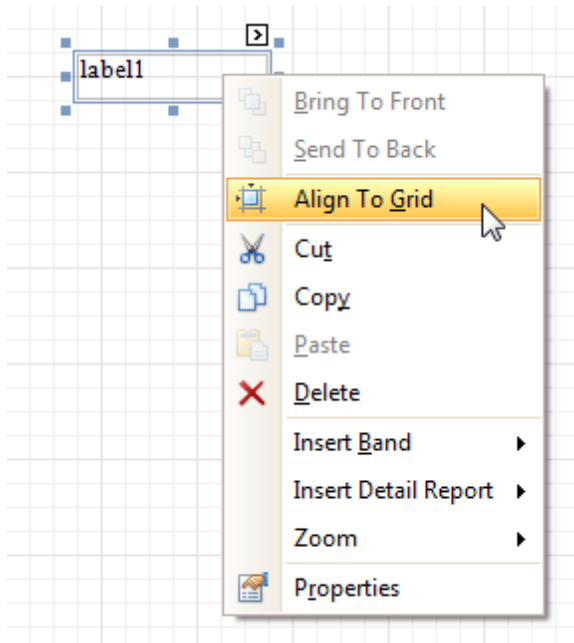 label1
Bring To Front
Send To Back
Align To Grid
Cut
Copy
Paste
Delete
Insert Band
Insert Detail Report
Zoom
Properties